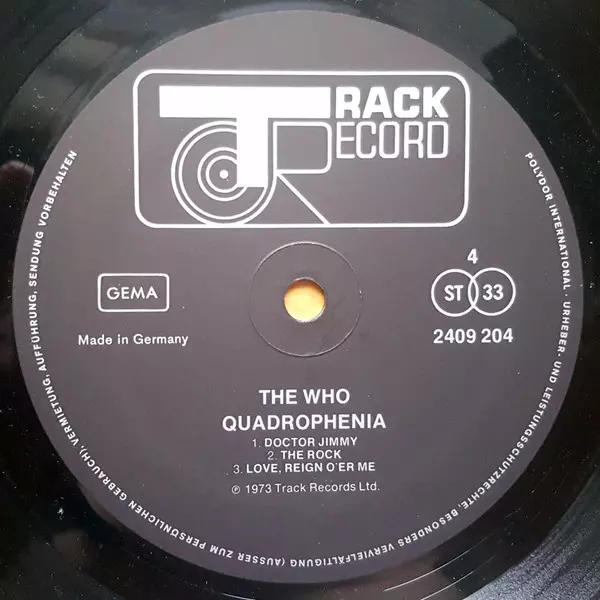 TRACK
RECORD
GEMA
Made in Germany
4
ST 33
2409 204
THE WHO
QUADROPHENIA
1. DOCTOR JIMMY
2. THE ROCK
3. LOVE, REIGN O'ER ME
℗ 1973 Track Records Ltd.
POLYDOR INTERNATIONAL · URHEBER- UND LEISTUNGSSCHUTZRECHTE, BESONDERS VERVIELFÄLTIGUNG (AUSSER ZUM PERSÖNLICHEN GEBRAUCH), VERMIETUNG, AUFFÜHRUNG, SENDUNG VORBEHALTEN